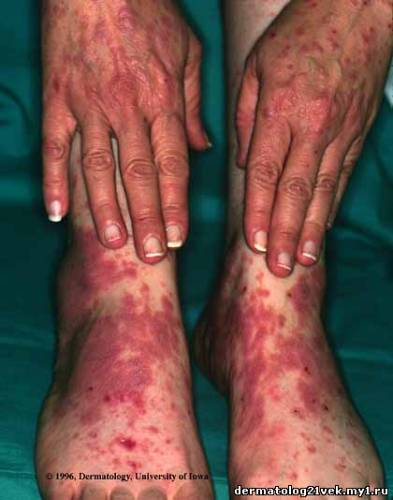 © 1996, Dermatology, University of Iowa
dermatolog21vek.my1.ru